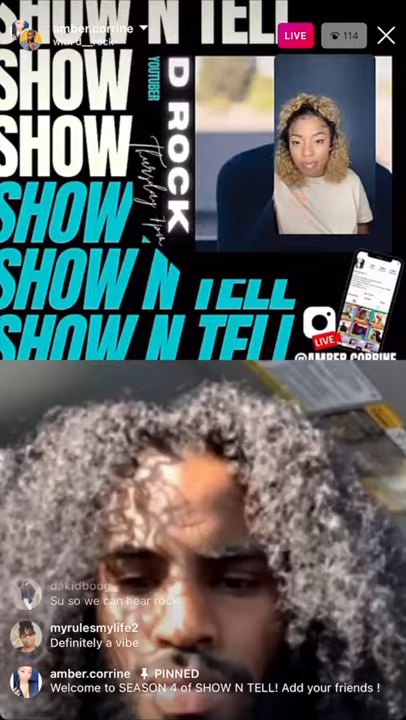 SHOW N TELL
amber.corrine
with d__rock
LIVE
114
SHOW
SHOW
SHOW
SHOW N TELL
SHOW N TELL
YOUTUBER
D ROCK
Thursday
LIVE
@AMBER.CORRINE
dakidboog_
Su so we can hear rock
myrulesmylife2
Definitely a vibe
amber.corrine PINNED
Welcome to SEASON 4 of SHOW N TELL! Add your friends !